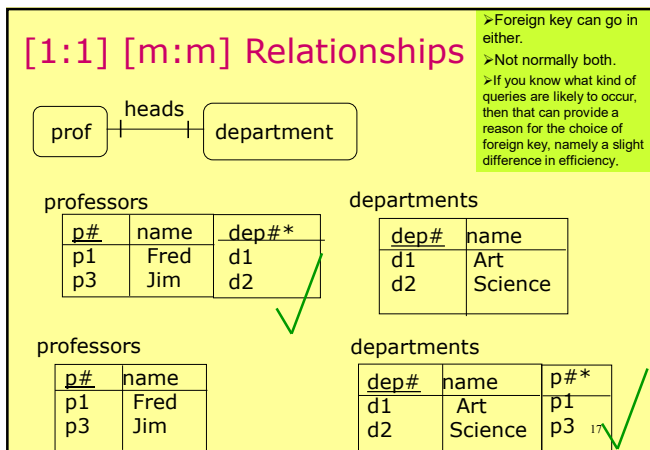 [1:1] [m:m] Relationships
➢Foreign key can go in
either.
➢Not normally both.
➢If you know what kind of
queries are likely to occur,
then that can provide a
reason for the choice of
foreign key, namely a slight
difference in efficiency.
prof heads department
professors
p# name dep#*
p1 Fred d1
p3 Jim d2
departments
dep# name
d1 Art
d2 Science
professors
p# name
p1 Fred
p3 Jim
departments
dep# name p#*
d1 Art p1
d2 Science p3
17